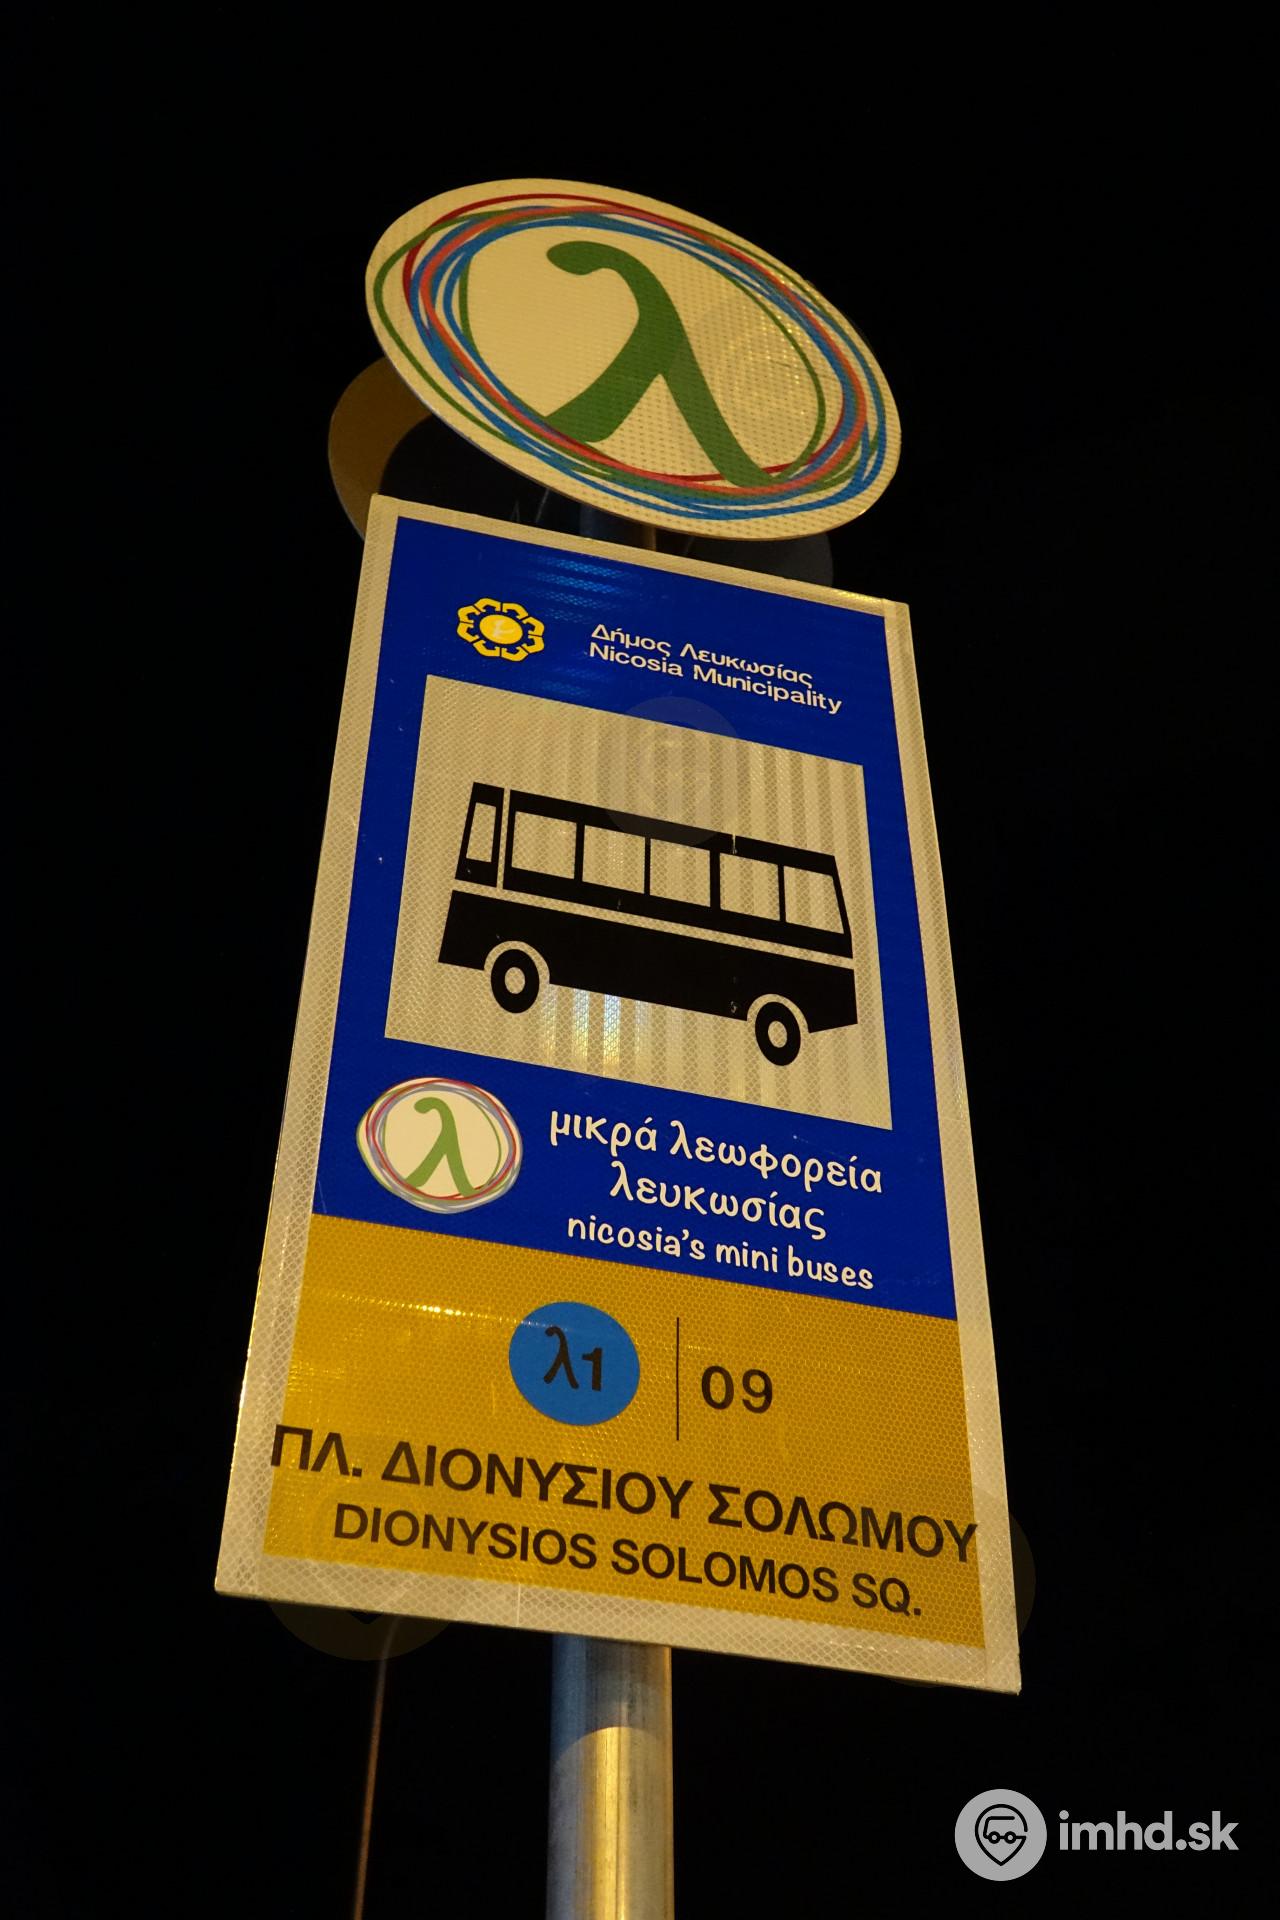 λ
Δήμος Λευκωσίας
Nicosia Municipality
λ
μικρά λεωφορεία
λευκωσίας
nicosia's mini buses
λ1 | 09
ΠΛ. ΔΙΟΝΥΣΙΟΥ ΣΟΛΩΜΟΥ
DIONYSIOS SOLOMOS SQ.
imhd.sk